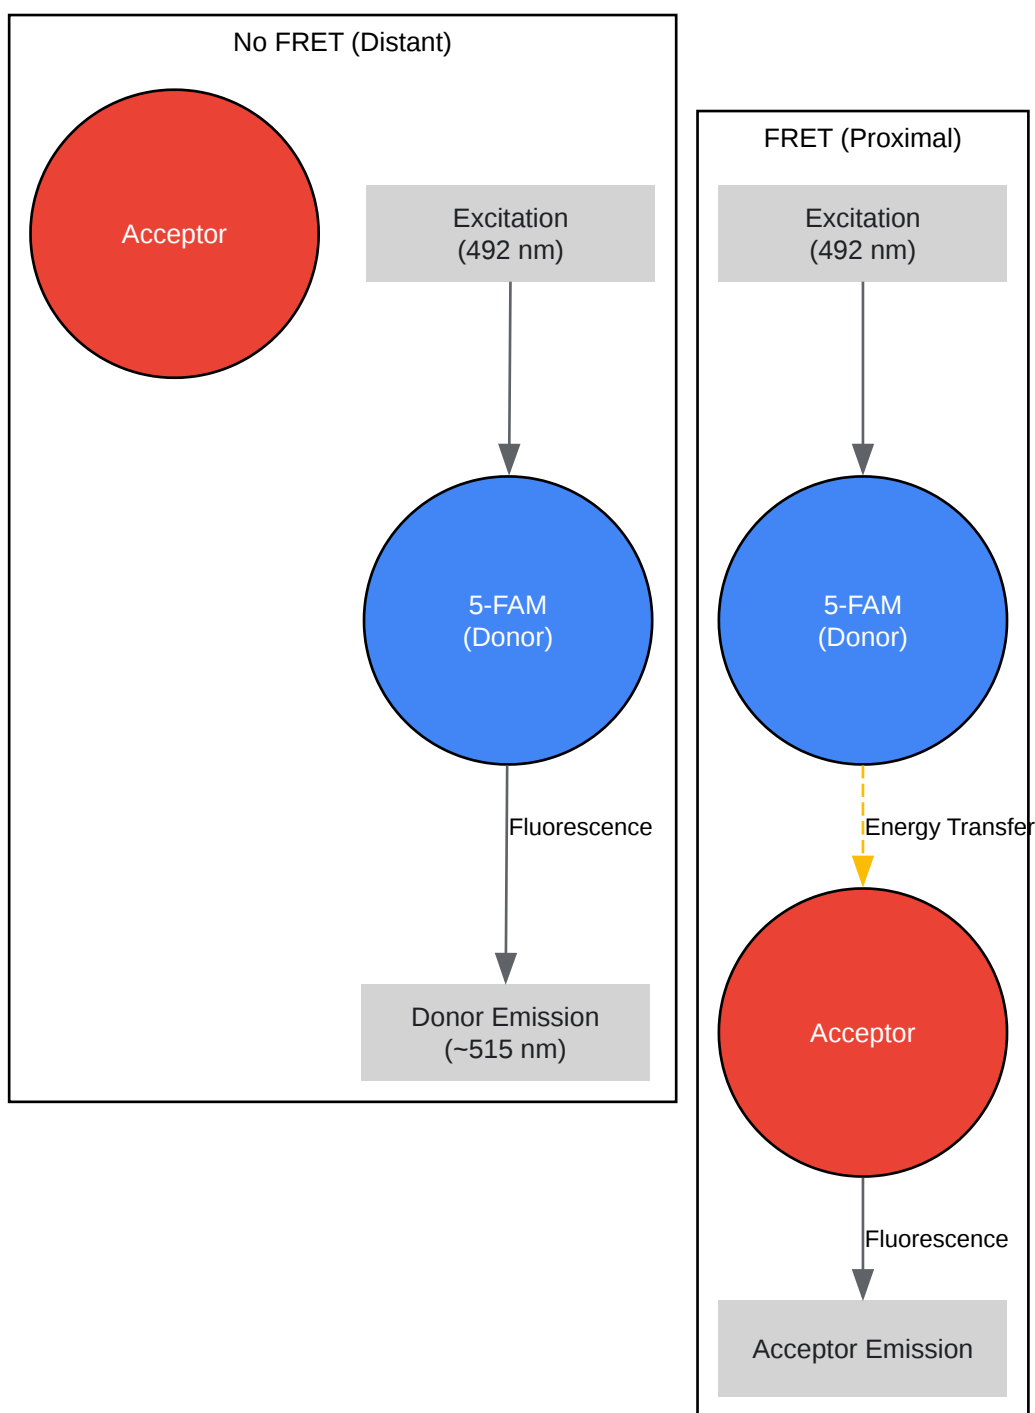 No FRET (Distant)
Acceptor
Excitation
(492 nm)
5-FAM
(Donor)
Fluorescence
Donor Emission
(~515 nm)
FRET (Proximal)
Excitation
(492 nm)
5-FAM
(Donor)
Energy Transfer
Acceptor
Fluorescence
Acceptor Emission